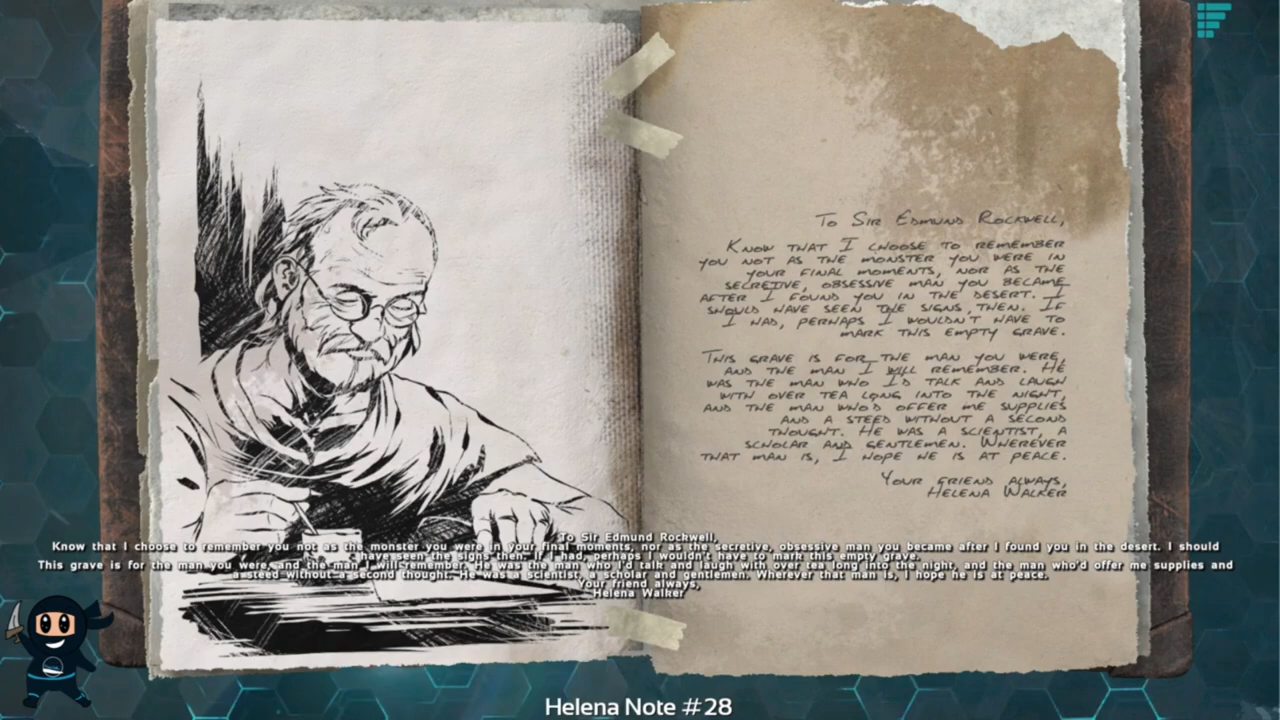 To Sir Edmund Rockwell,
Know that I choose to remember
you not as the monster you were in
your final moments, nor as the
secretive, obsessive man you became
after I found you in the desert. I
should have seen the signs, then. If
I had, perhaps I wouldn't have to
mark this empty grave.
This grave is for the man you were,
and the man I will remember. He
was the man who I'd talk and laugh
with over tea long into the night,
and the man who'd offer me supplies
and a steed without a second
thought. He was a scientist, a
scholar and gentlemen. Wherever
that man is, I hope he is at peace.
Your friend always,
Helena Walker
To Sir Edmund Rockwell,
Know that I choose to remember you not as the monster you were in your final moments, nor as the secretive, obsessive man you became after I found you in the desert. I should
have seen the signs then. If I had, perhaps I wouldn't have to mark this empty grave.
This grave is for the man you were, and the man I will remember. He was the man who I'd talk and laugh with over tea long into the night, and the man who'd offer me supplies and
a steed without a second thought. He was a scientist, a scholar and gentlemen. Wherever that man is, I hope he is at peace.
Your friend always,
Helena Walker
Helena Note #28